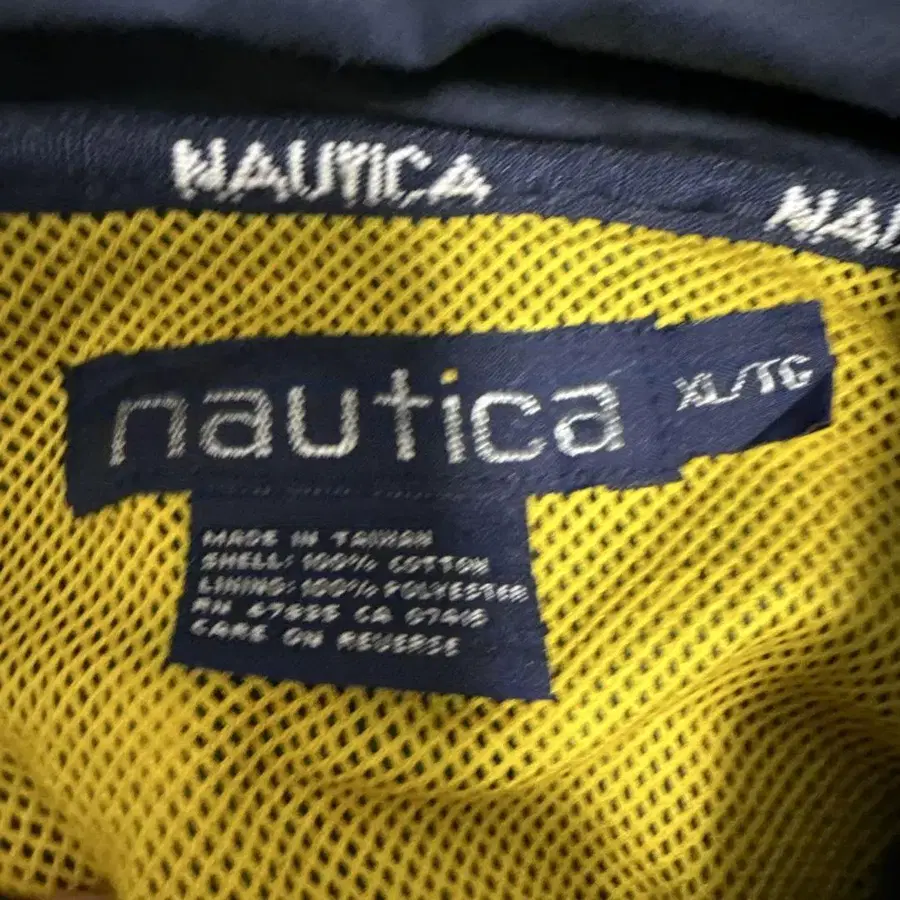 NAUTICA
NAU
nautica
XL/TG
MADE IN TAIWAN
SHELL: 100% COTTON
LINING: 100% POLYESTER
RN 67835 CA 07415
CARE ON REVERSE